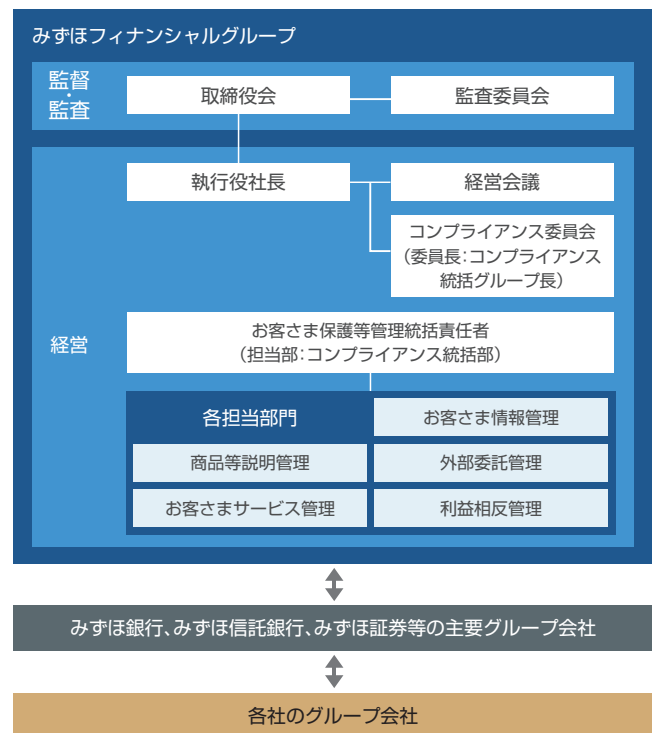 みずほフィナンシャルグループ
監督
・
監査
取締役会
監査委員会
執行役社長
経営会議
コンプライアンス委員会
（委員長：コンプライアンス
統括グループ長）
経営
お客さま保護等管理統括責任者
（担当部：コンプライアンス統括部）
各担当部門
お客さま情報管理
商品等説明管理
外部委託管理
お客さまサービス管理
利益相反管理
みずほ銀行、みずほ信託銀行、みずほ証券等の主要グループ会社
各社のグループ会社